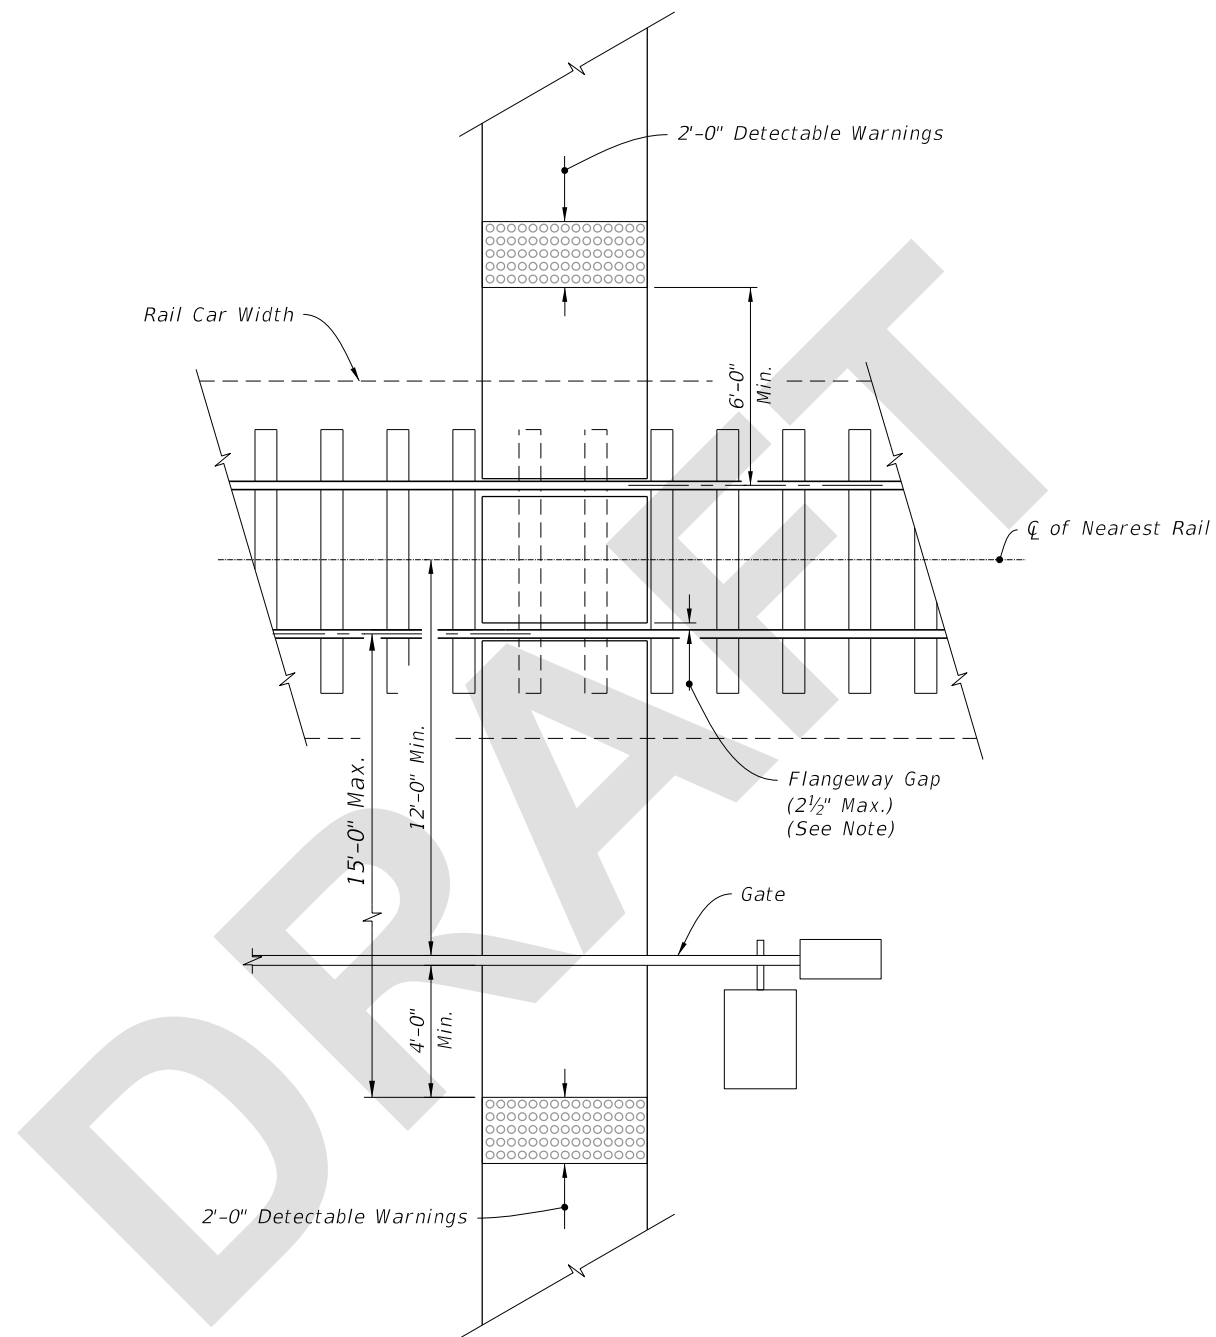 2'-0" Detectable Warnings
Rail Car Width
6'-0"
Min.
℄ of Nearest Rail
12'-0" Min.
15'-0" Max.
Flangeway Gap
(2½" Max.)
(See Note)
Gate
4'-0"
Min.
2'-0" Detectable Warnings
DRAFT